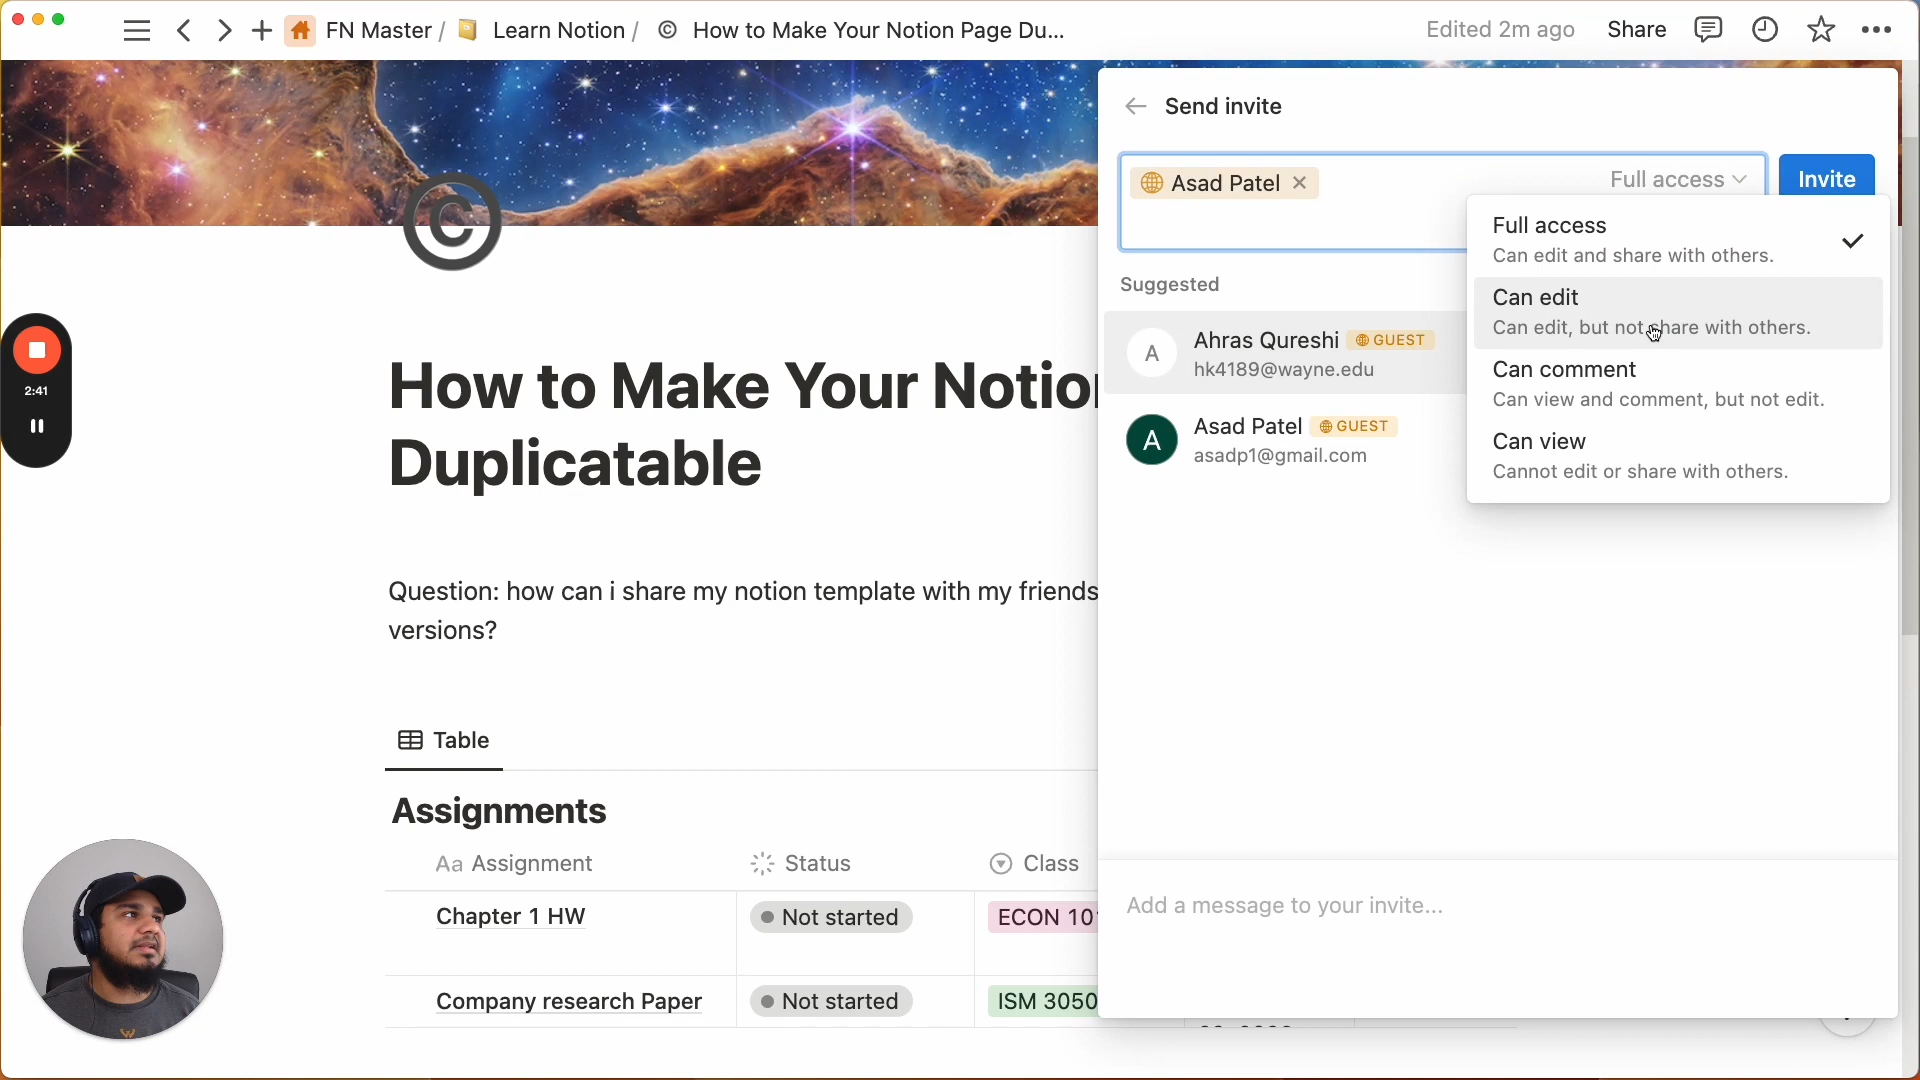 FN Master / Learn Notion / © How to Make Your Notion Page Du...
Edited 2m ago Share
Send invite
Asad Patel Full access Invite
Full access
Can edit and share with others.
Can edit
Can edit, but not share with others.
Can comment
Can view and comment, but not edit.
Can view
Cannot edit or share with others.
Suggested
A Ahras Qureshi GUEST
hk4189@wayne.edu
A Asad Patel GUEST
asadp1@gmail.com
Add a message to your invite...
©
2:41
How to Make Your Notion
Duplicatable
Question: how can i share my notion template with my friends
versions?
Table
Assignments
Aa Assignment Status Class
Chapter 1 HW Not started ECON 101
Company research Paper Not started ISM 3050